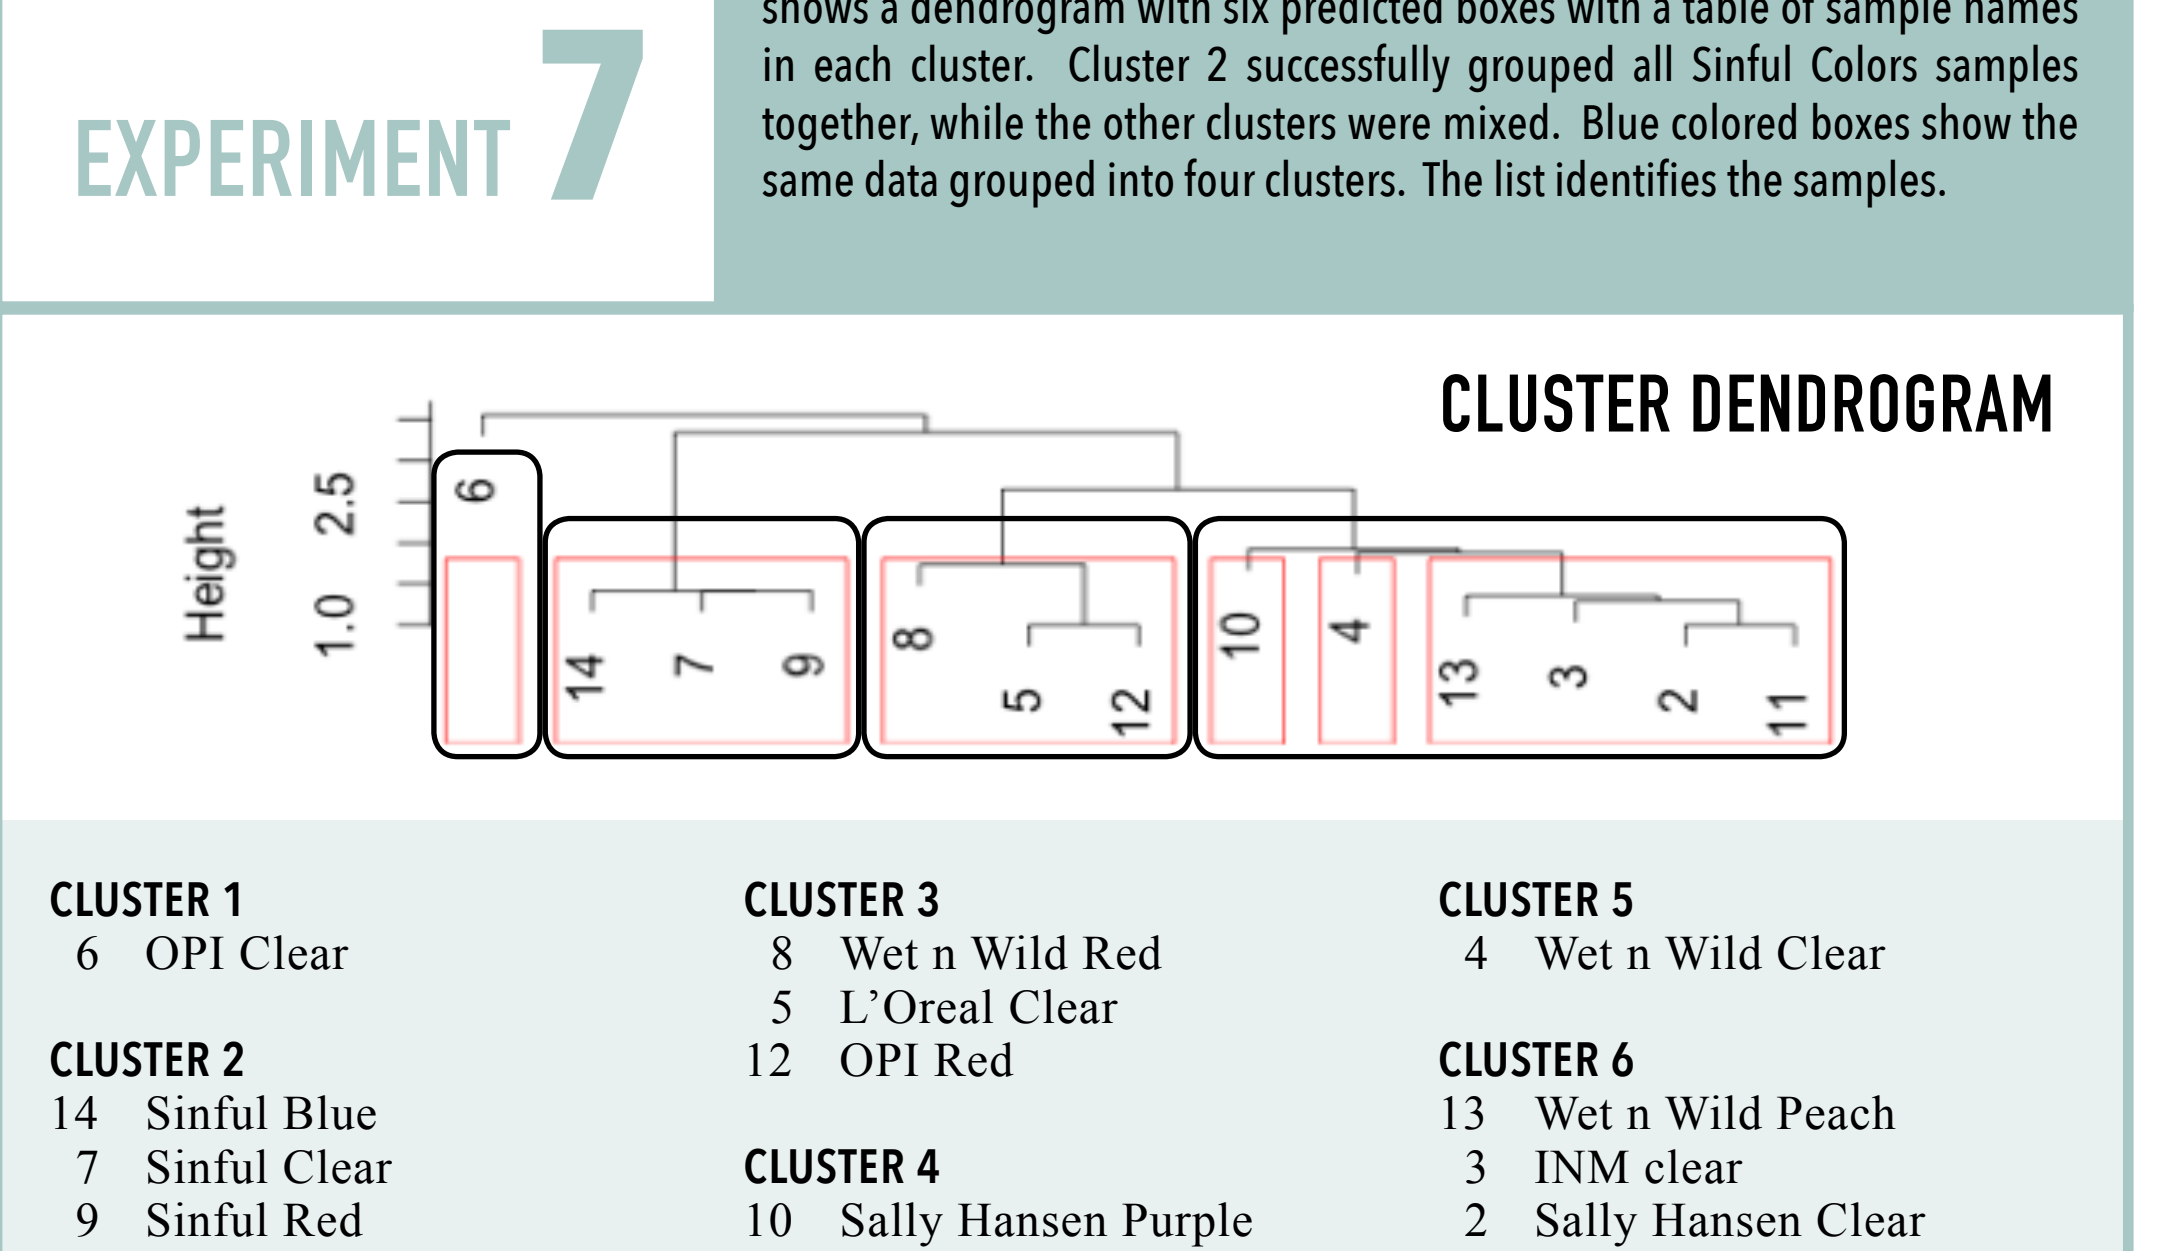 EXPERIMENT 7
shows a dendrogram with six predicted boxes with a table of sample names
in each cluster. Cluster 2 successfully grouped all Sinful Colors samples
together, while the other clusters were mixed. Blue colored boxes show the
same data grouped into four clusters. The list identifies the samples.
CLUSTER DENDROGRAM
Height
2.5
1.0
6
14
7
9
8
5
12
10
4
13
3
2
11
CLUSTER 1
6 OPI Clear
CLUSTER 2
14 Sinful Blue
7 Sinful Clear
9 Sinful Red
CLUSTER 3
8 Wet n Wild Red
5 L’Oreal Clear
12 OPI Red
CLUSTER 4
10 Sally Hansen Purple
CLUSTER 5
4 Wet n Wild Clear
CLUSTER 6
13 Wet n Wild Peach
3 INM clear
2 Sally Hansen Clear